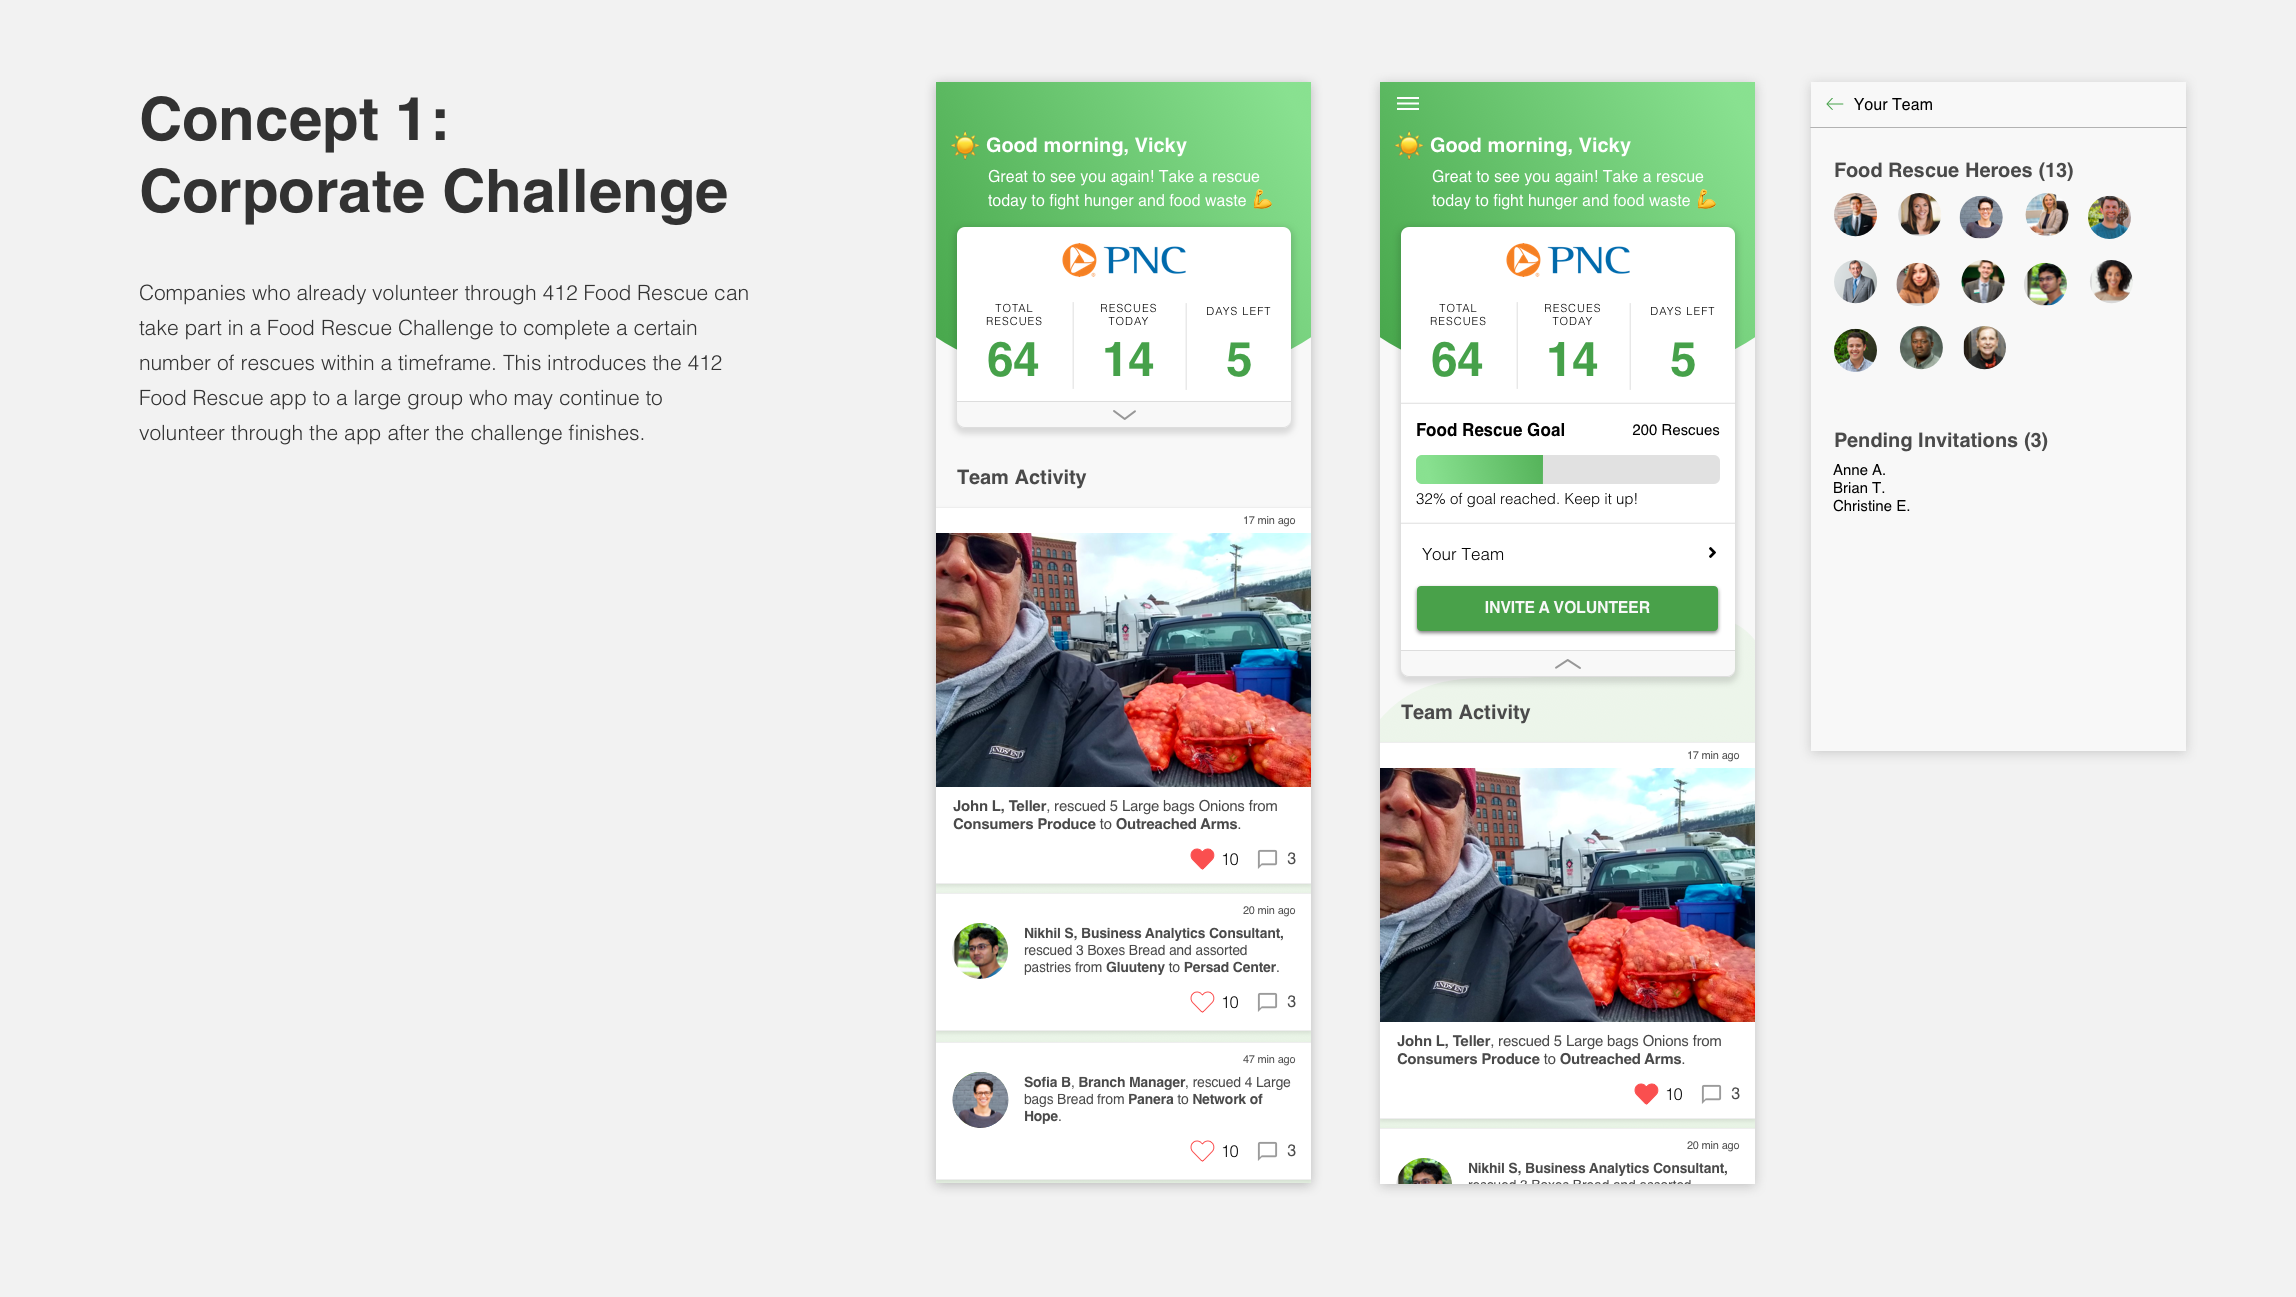 Concept 1:
Corporate Challenge
Companies who already volunteer through 412 Food Rescue can
take part in a Food Rescue Challenge to complete a certain
number of rescues within a timeframe. This introduces the 412
Food Rescue app to a large group who may continue to
volunteer through the app after the challenge finishes.
Good morning, Vicky
Great to see you again! Take a rescue
today to fight hunger and food waste 💪
PNC
TOTAL
RESCUES
64
RESCUES
TODAY
14
DAYS LEFT
5
Team Activity
17 min ago
John L, Teller, rescued 5 Large bags Onions from
Consumers Produce to Outreached Arms.
10 3
20 min ago
Nikhil S, Business Analytics Consultant,
rescued 3 Boxes Bread and assorted
pastries from Gluuteny to Persad Center.
10 3
47 min ago
Sofia B, Branch Manager, rescued 4 Large
bags Bread from Panera to Network of
Hope.
10 3
Good morning, Vicky
Great to see you again! Take a rescue
today to fight hunger and food waste 💪
PNC
TOTAL
RESCUES
64
RESCUES
TODAY
14
DAYS LEFT
5
Food Rescue Goal 200 Rescues
32% of goal reached. Keep it up!
Your Team
INVITE A VOLUNTEER
Team Activity
17 min ago
John L, Teller, rescued 5 Large bags Onions from
Consumers Produce to Outreached Arms.
10 3
20 min ago
Nikhil S, Business Analytics Consultant,
rescued 3 Boxes Bread and assorted
Your Team
Food Rescue Heroes (13)
Pending Invitations (3)
Anne A.
Brian T.
Christine E.